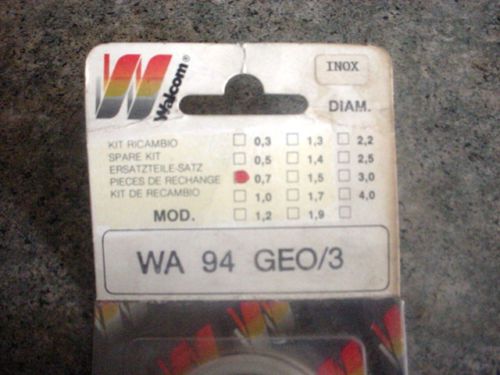 Walcom®
INOX
DIAM.
KIT RICAMBIO
SPARE KIT
ERSATZTEILE-SATZ
PIECES DE RECHANGE
KIT DE RECAMBIO
0,3 1,3 2,2
0,5 1,4 2,5
0,7 1,5 3,0
1,0 1,7 4,0
1,2 1,9
MOD.
WA 94 GEO/3